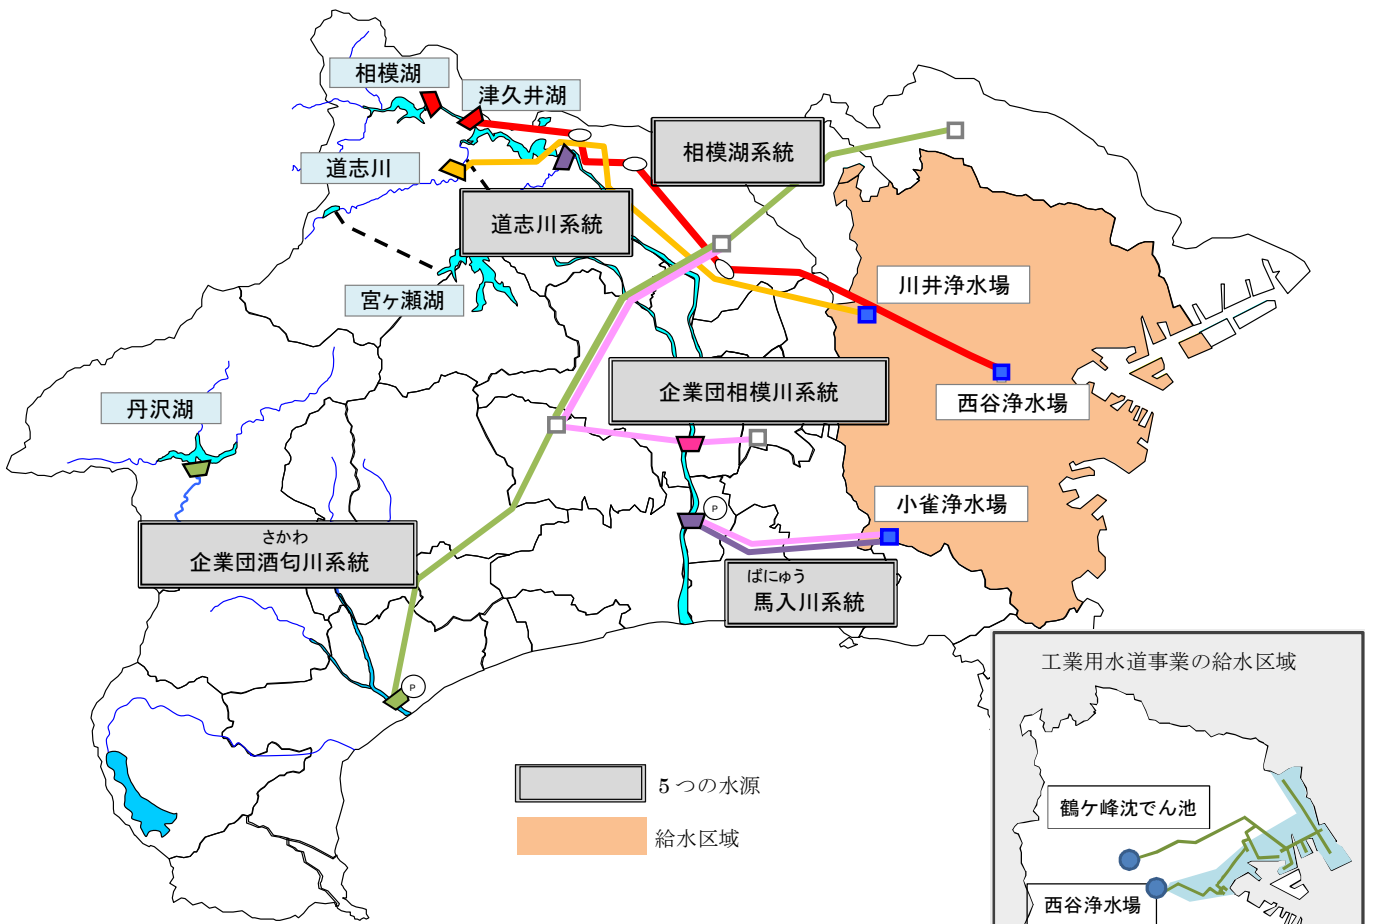 相模湖
津久井湖
相模湖系統
道志川
道志川系統
川井浄水場
宮ヶ瀬湖
企業団相模川系統
西谷浄水場
丹沢湖
小雀浄水場
P
さかわ
企業団酒匂川系統
ばにゅう
馬入川系統
P
工業用水道事業の給水区域
5つの水源
鶴ケ峰沈でん池
給水区域
西谷浄水場